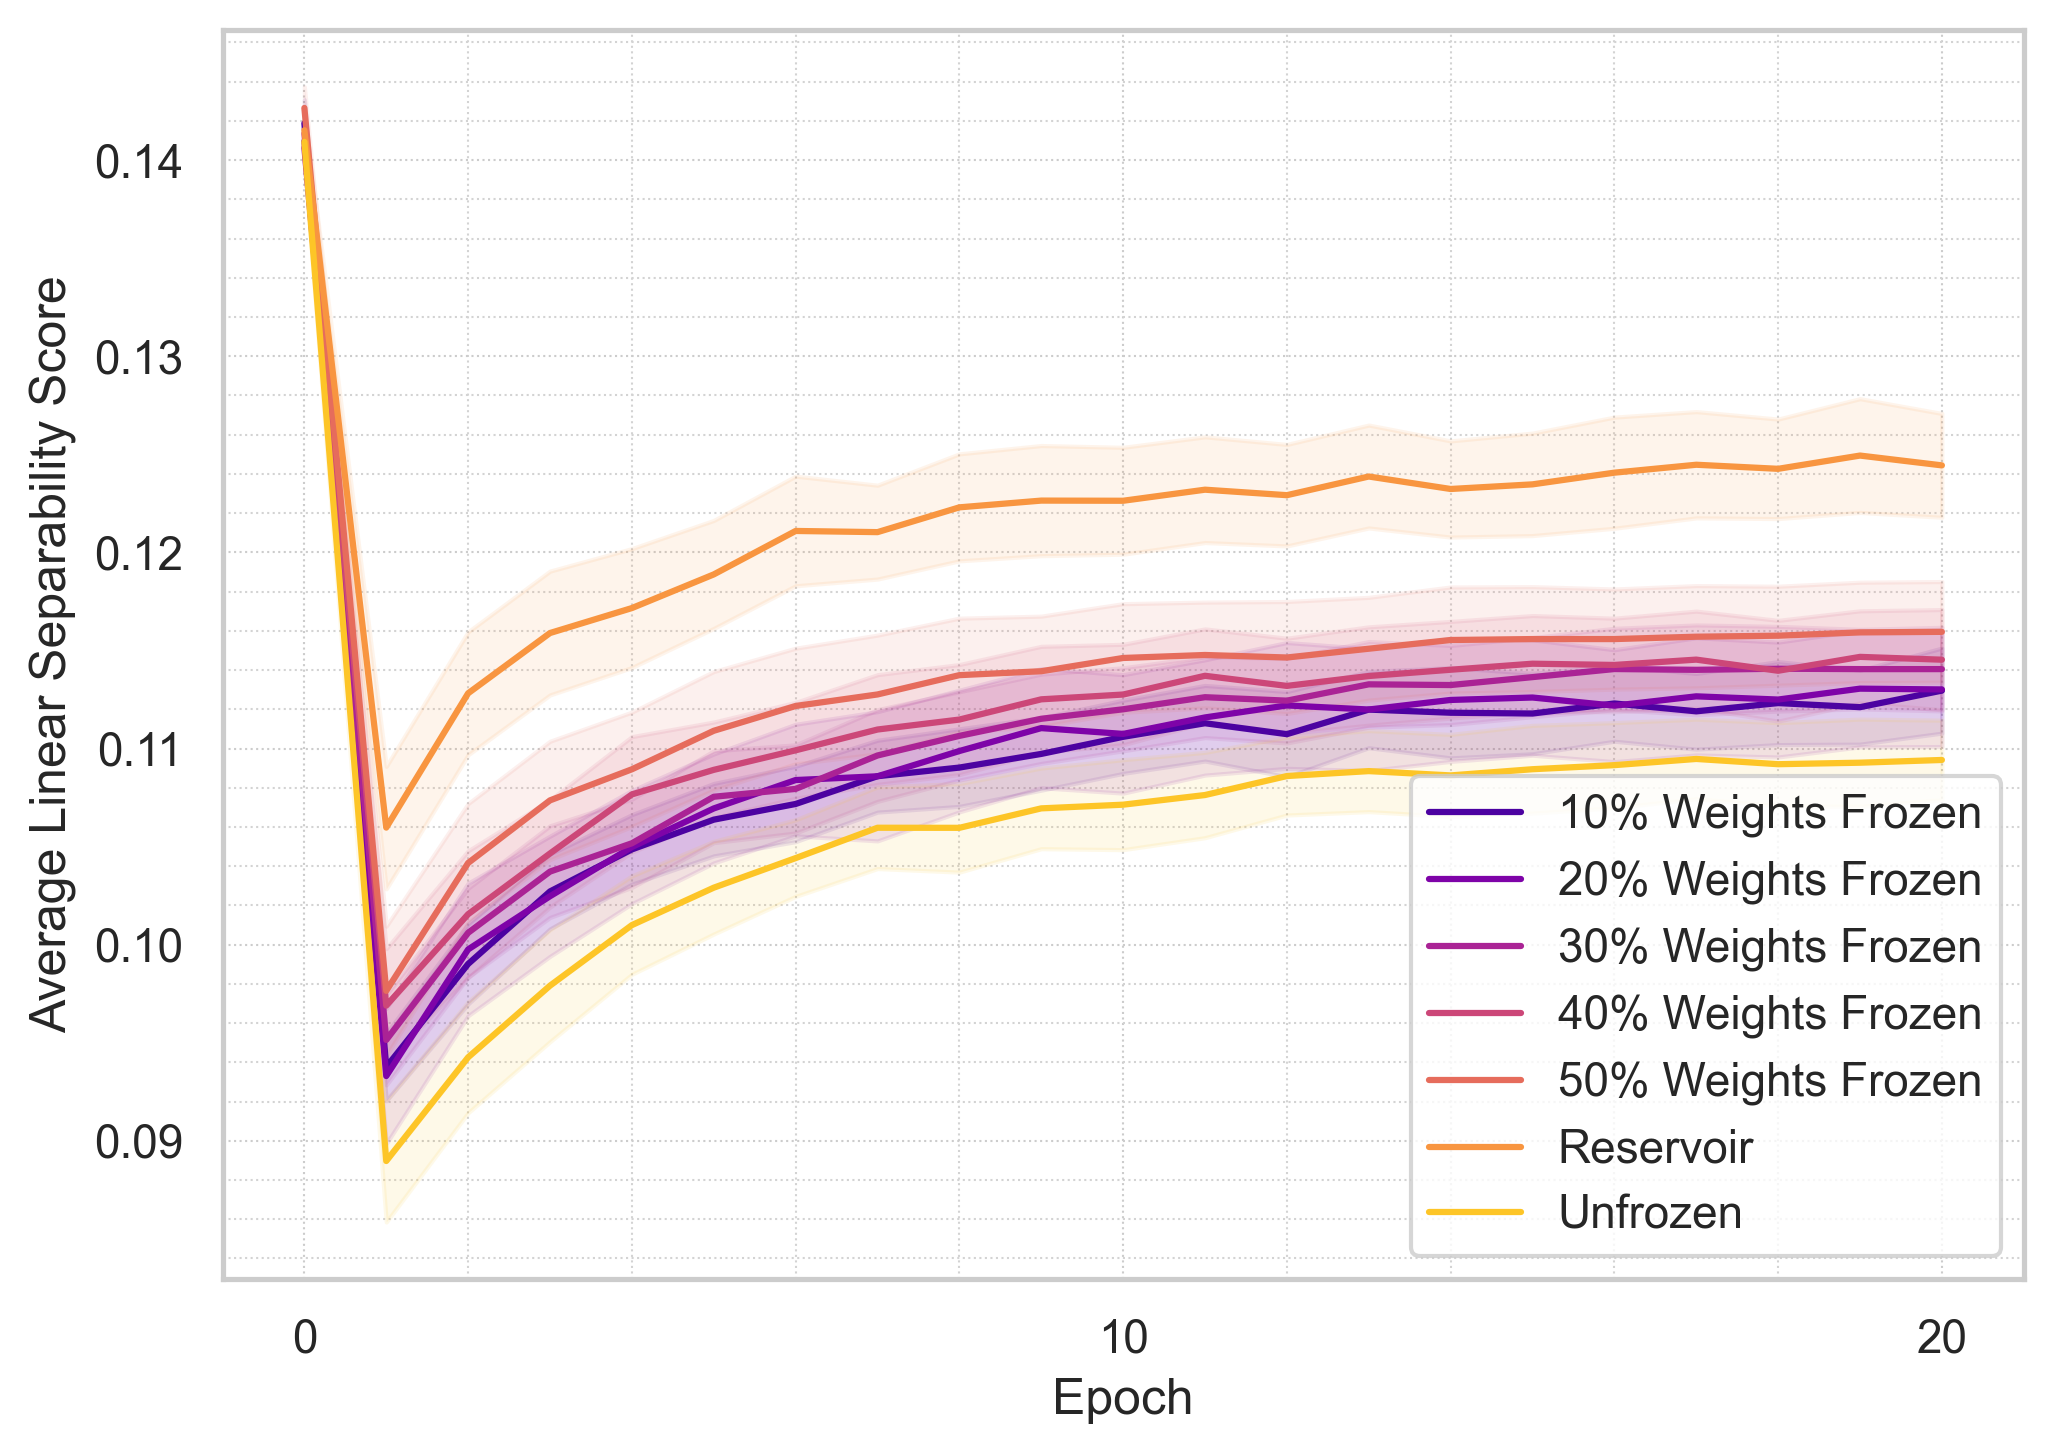 Average Linear Separability Score
0.14
0.13
0.12
0.11
0.10
0.09
10% Weights Frozen
20% Weights Frozen
30% Weights Frozen
40% Weights Frozen
50% Weights Frozen
Reservoir
Unfrozen
0
10
20
Epoch